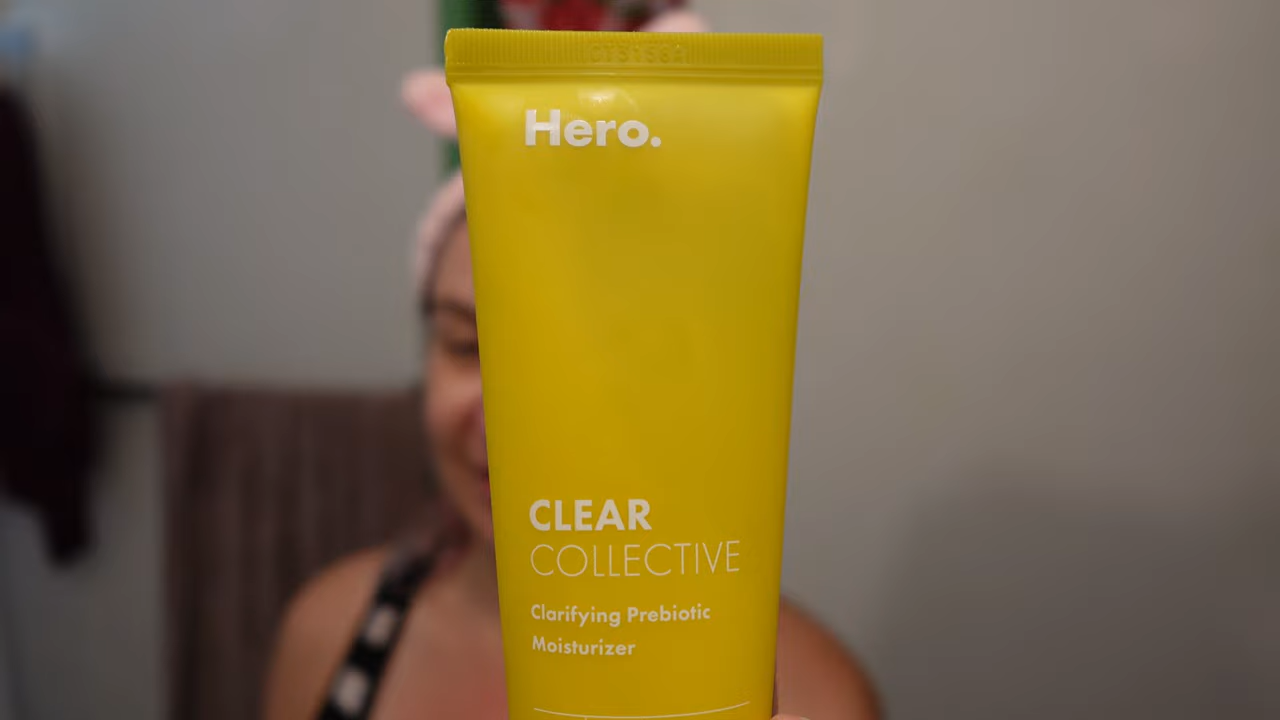 Hero.
CLEAR
COLLECTIVE
Clarifying Prebiotic
Moisturizer